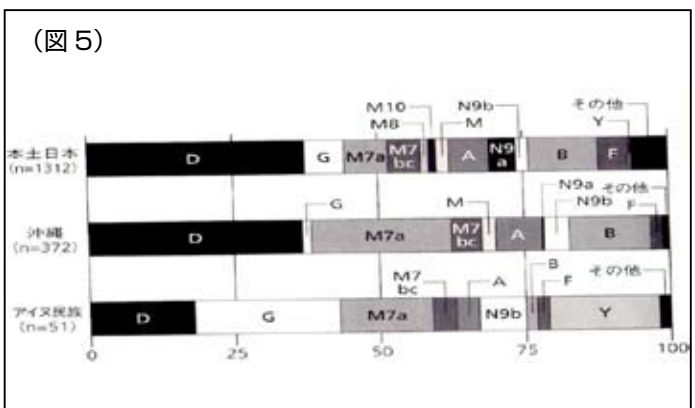 （図５）
M10 N9b その他
M8 M Y
本土日本
(n=1312)
D G M7a M7
bc A N9
a B F
G M N9a その他
N9b F
沖縄
(n=372)
D M7a M7
bc A B
M7
bc A B F その他
アイヌ民族
(n=51)
D G M7a N9b Y
0 25 50 75 100